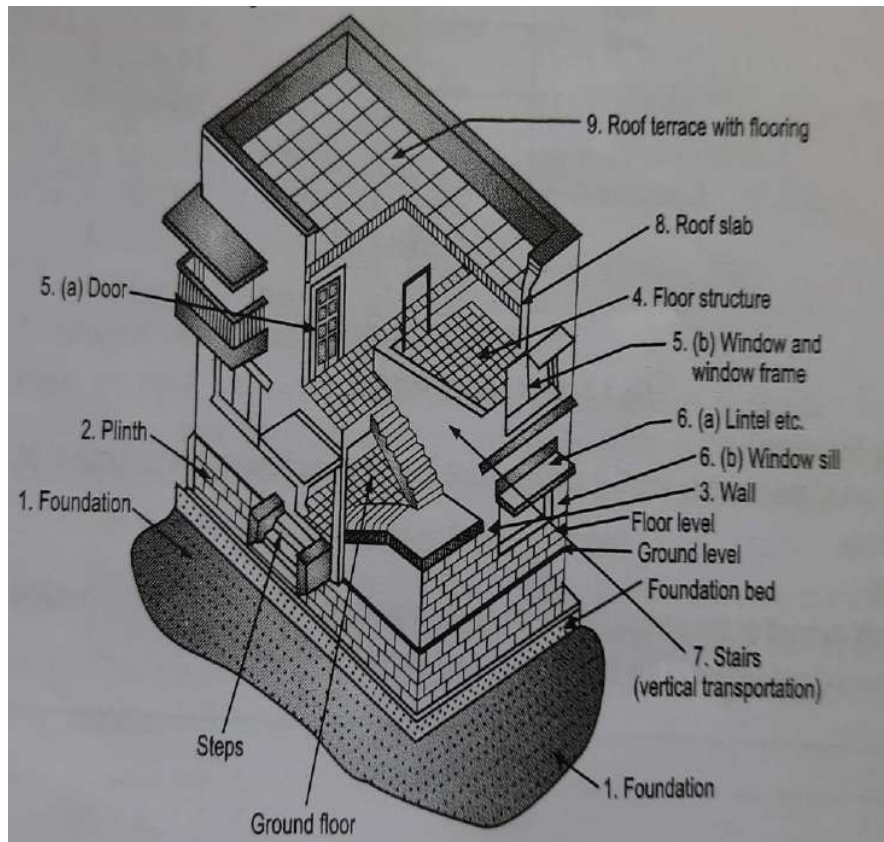 9. Roof terrace with flooring
8. Roof slab
5. (a) Door
4. Floor structure
5. (b) Window and
window frame
6. (a) Lintel etc.
2. Plinth
6. (b) Window sill
3. Wall
1. Foundation
Floor level
Ground level
Foundation bed
7. Stairs
(vertical transportation)
Steps
1. Foundation
Ground floor